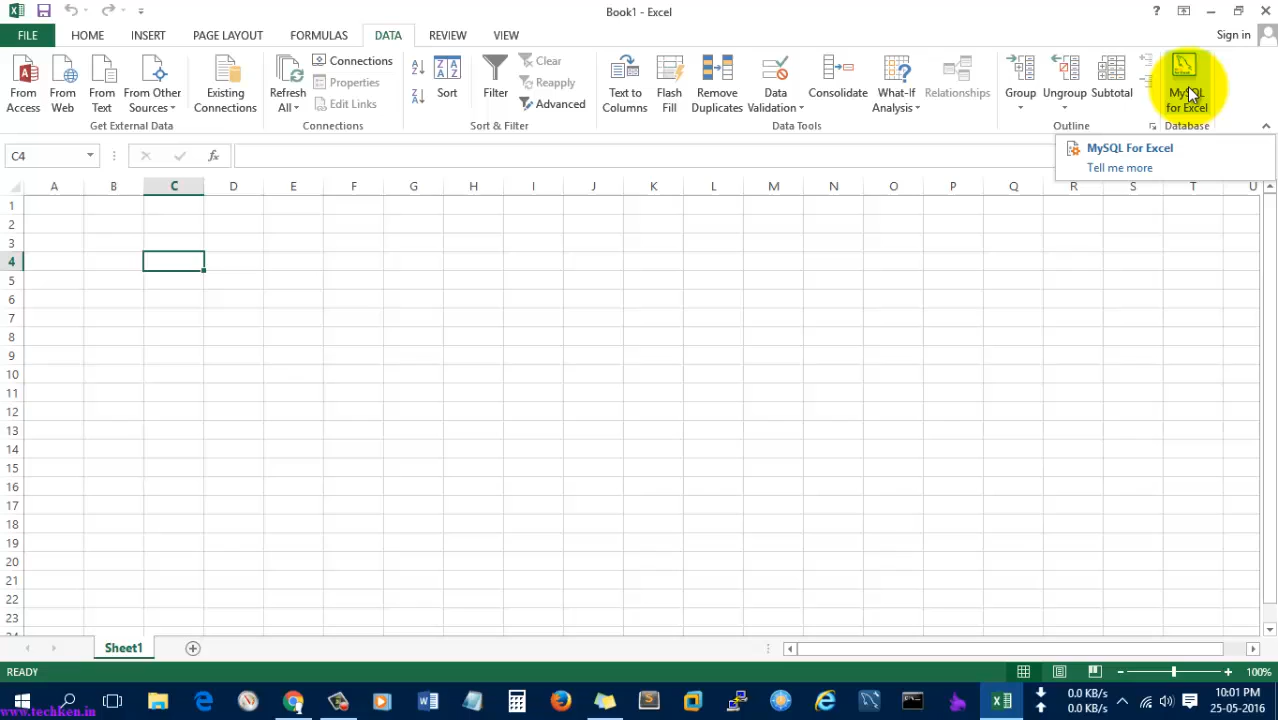 Book1 - Excel
?
FILE HOME INSERT PAGE LAYOUT FORMULAS DATA REVIEW VIEW Sign in
From Access
From Web
From Text
From Other Sources
Existing Connections
Get External Data
Refresh All
Connections
Properties
Edit Links
Connections
Sort
Filter
Clear
Reapply
Advanced
Sort & Filter
Text to Columns
Flash Fill
Remove Duplicates
Data Validation
Consolidate
What-If Analysis
Relationships
Data Tools
Group
Ungroup
Subtotal
Outline
MySQL for Excel
Database
MySQL For Excel
Tell me more
C4
fx
A B C D E F G H I J K L M N O P Q R S T U
1
2
3
4
5
6
7
8
9
10
11
12
13
14
15
16
17
18
19
20
21
22
23
24
Sheet1
READY
100%
0.0 KB/s
0.0 KB/s
10:01 PM
25-05-2016
www.techken.in